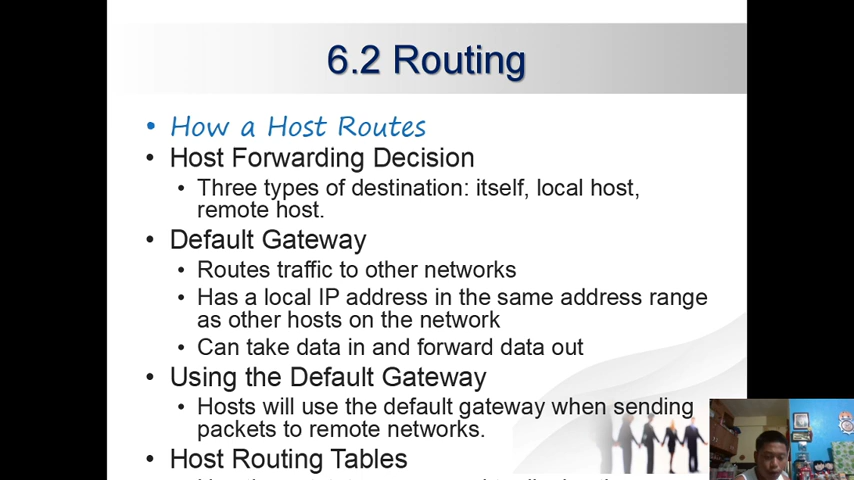 6.2 Routing
• How a Host Routes
• Host Forwarding Decision
• Three types of destination: itself, local host,
remote host.
• Default Gateway
• Routes traffic to other networks
• Has a local IP address in the same address range
as other hosts on the network
• Can take data in and forward data out
• Using the Default Gateway
• Hosts will use the default gateway when sending
packets to remote networks.
• Host Routing Tables